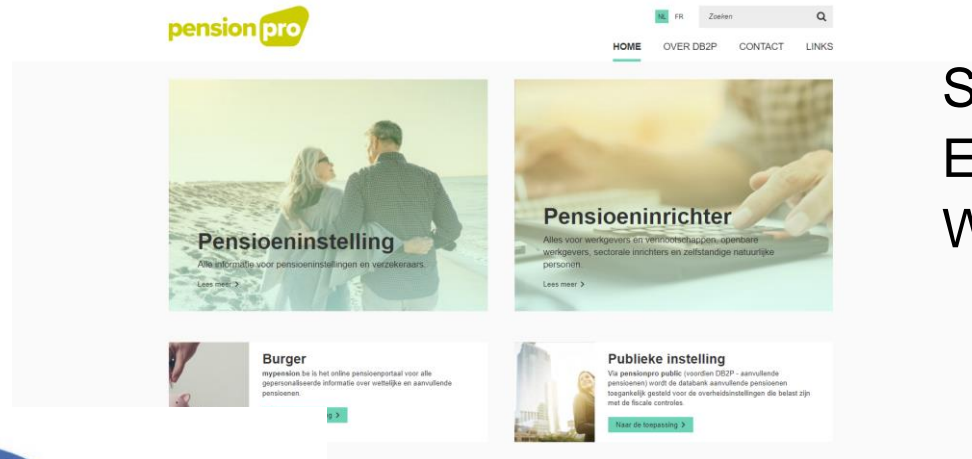 pension pro
NL FR Zoeken
HOME OVER DB2P CONTACT LINKS
S
E
W
Pensioeninstelling
Alle informatie voor pensioeninstellingen en verzekeraars.
Lees meer >
Pensioeninrichter
Alles voor werkgevers en vennootschappen, openbare
werkgevers, sectorale inrichters en zelfstandige natuurlijke
personen.
Lees meer >
Burger
mypension.be is het online pensioenportaal voor alle
gepersonaliseerde informatie over wettelijke en aanvullende
pensioenen.
Publieke instelling
Via pensionpro public (voordien DB2P - aanvullende
pensioenen) wordt de databank aanvullende pensioenen
toegankelijk gesteld voor de overheidsinstellingen die belast zijn
met de fiscale controles.
Naar de toepassing >